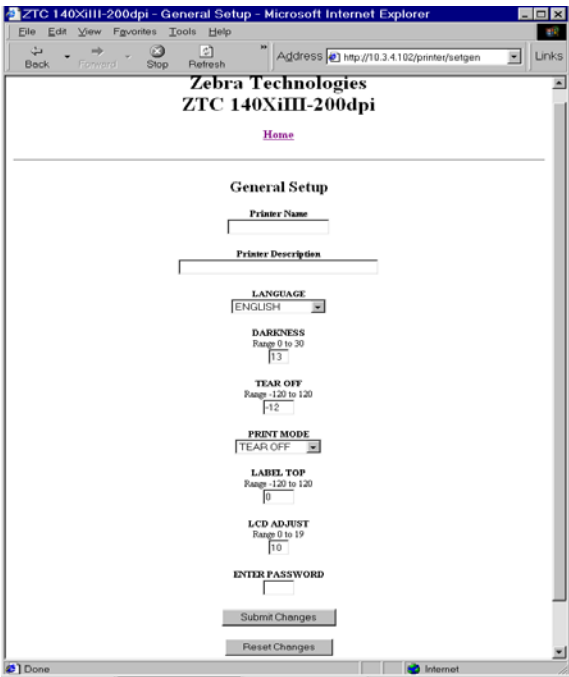 ZTC 140XiIII-200dpi - General Setup - Microsoft Internet Explorer
File Edit View Favorites Tools Help
Back Forward Stop Refresh » Address http://10.3.4.102/printer/setgen Links
Zebra Technologies
ZTC 140XiIII-200dpi
Home
General Setup
Printer Name
Printer Description
LANGUAGE
ENGLISH
DARKNESS
Range 0 to 30
13
TEAR OFF
Range -120 to 120
-12
PRINT MODE
TEAR OFF
LABEL TOP
Range -120 to 120
0
LCD ADJUST
Range 0 to 19
10
ENTER PASSWORD
Submit Changes
Reset Changes
Done Internet